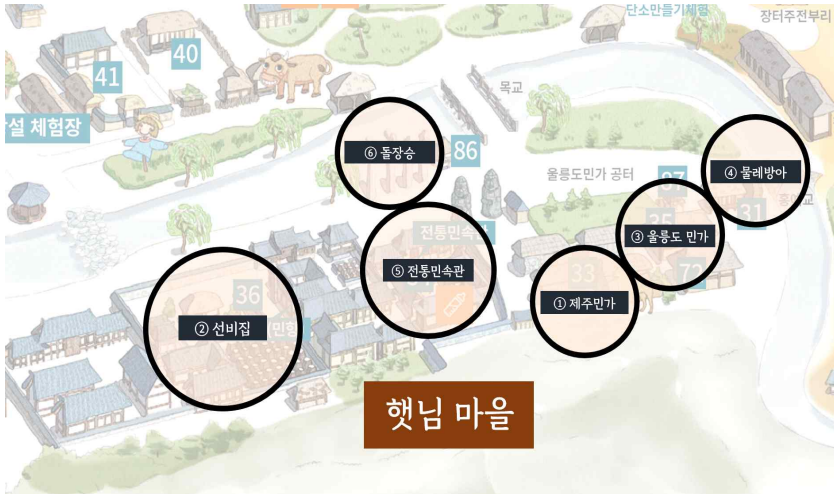 단소만들기체험
장터주전부리
40
41
목교
설 체험장
⑥ 돌장승
86
울릉도민가 공터
④ 물레방아
31
35
③ 울릉도 민가
전통민속관
⑤ 전통민속관
33
72
36
① 제주민가
② 선비집
햇님 마을